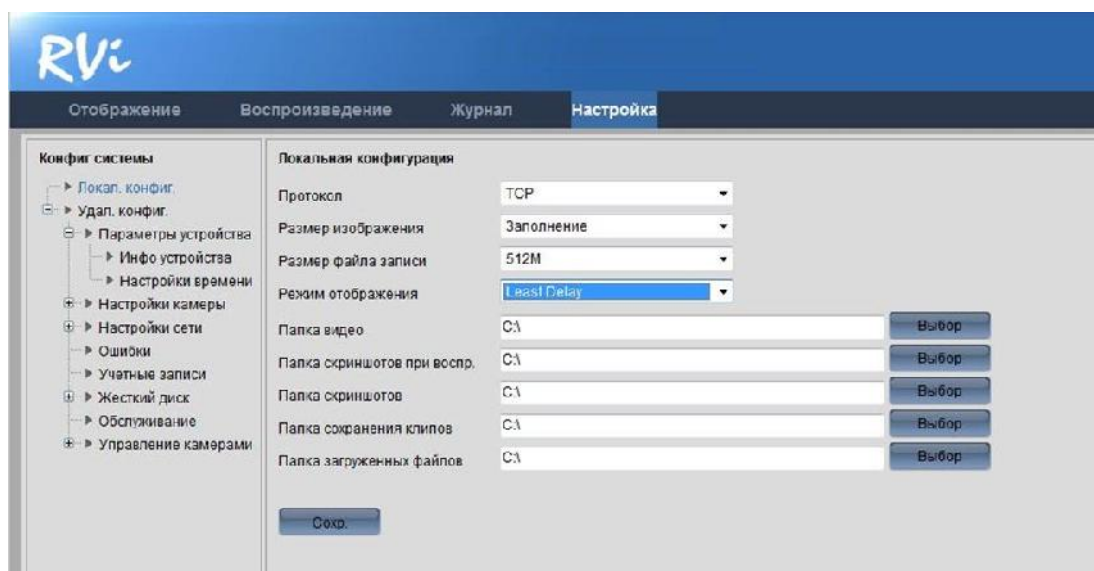 RVi
Отображение Воспроизведение Журнал Настройка
Конфиг системы
Локал. конфиг.
Удал. конфиг.
Параметры устройства
Инфо устройства
Настройки времени
Настройки камеры
Настройки сети
Ошибки
Учетные записи
Жесткий диск
Обслуживание
Управление камерами
Локальная конфигурация
Протокол TCP
Размер изображения Заполнение
Размер файла записи 512M
Режим отображения Least Delay
Папка видео C:\ Выбор
Папка скриншотов при воспр. C:\ Выбор
Папка скриншотов C:\ Выбор
Папка сохранения клипов C:\ Выбор
Папка загруженных файлов C:\ Выбор
Сохр.